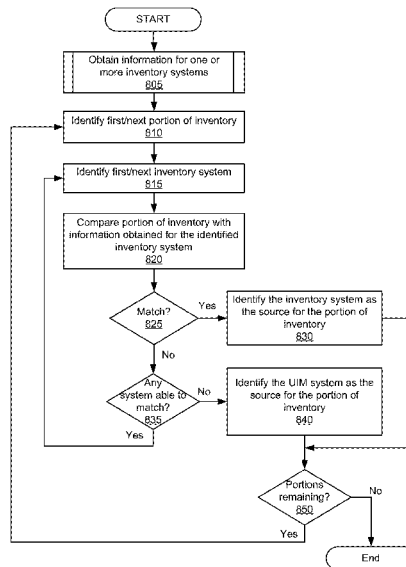 START
Obtain information for one or
more inventory systems
805
Identify first/next portion of inventory
810
Identify first/next inventory system
815
Compare portion of inventory with
information obtained for the identified
inventory system
820
Match?
825
Yes
Identify the inventory system as
the source for the portion of
inventory
830
No
Any
system able to
match?
835
No
Identify the UIM system as the
source for the portion of
inventory
840
Yes
Portions
remaining?
850
No
Yes
End